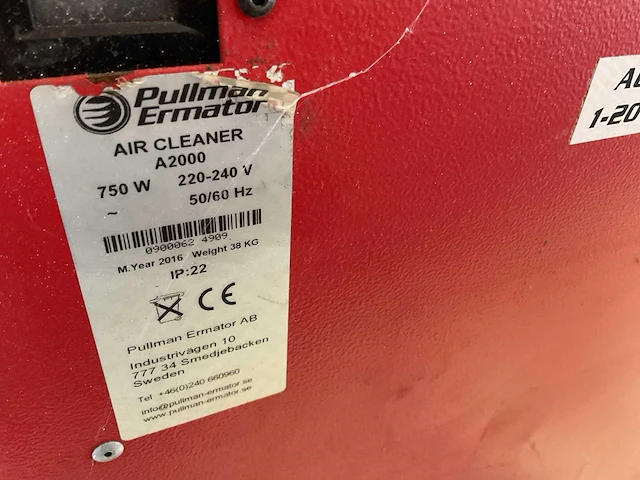 Pullman
Ermator
AIR CLEANER
A2000
750 W 220-240 V
~ 50/60 Hz
0900062 4909
M.Year 2016 Weight 38 KG
IP:22
CE
Pullman Ermator AB
Industrivägen 10
777 34 Smedjebacken
Sweden
Tel +46(0)240 660960
info@pullman-ermator.se
www.pullman-ermator.se
1-20